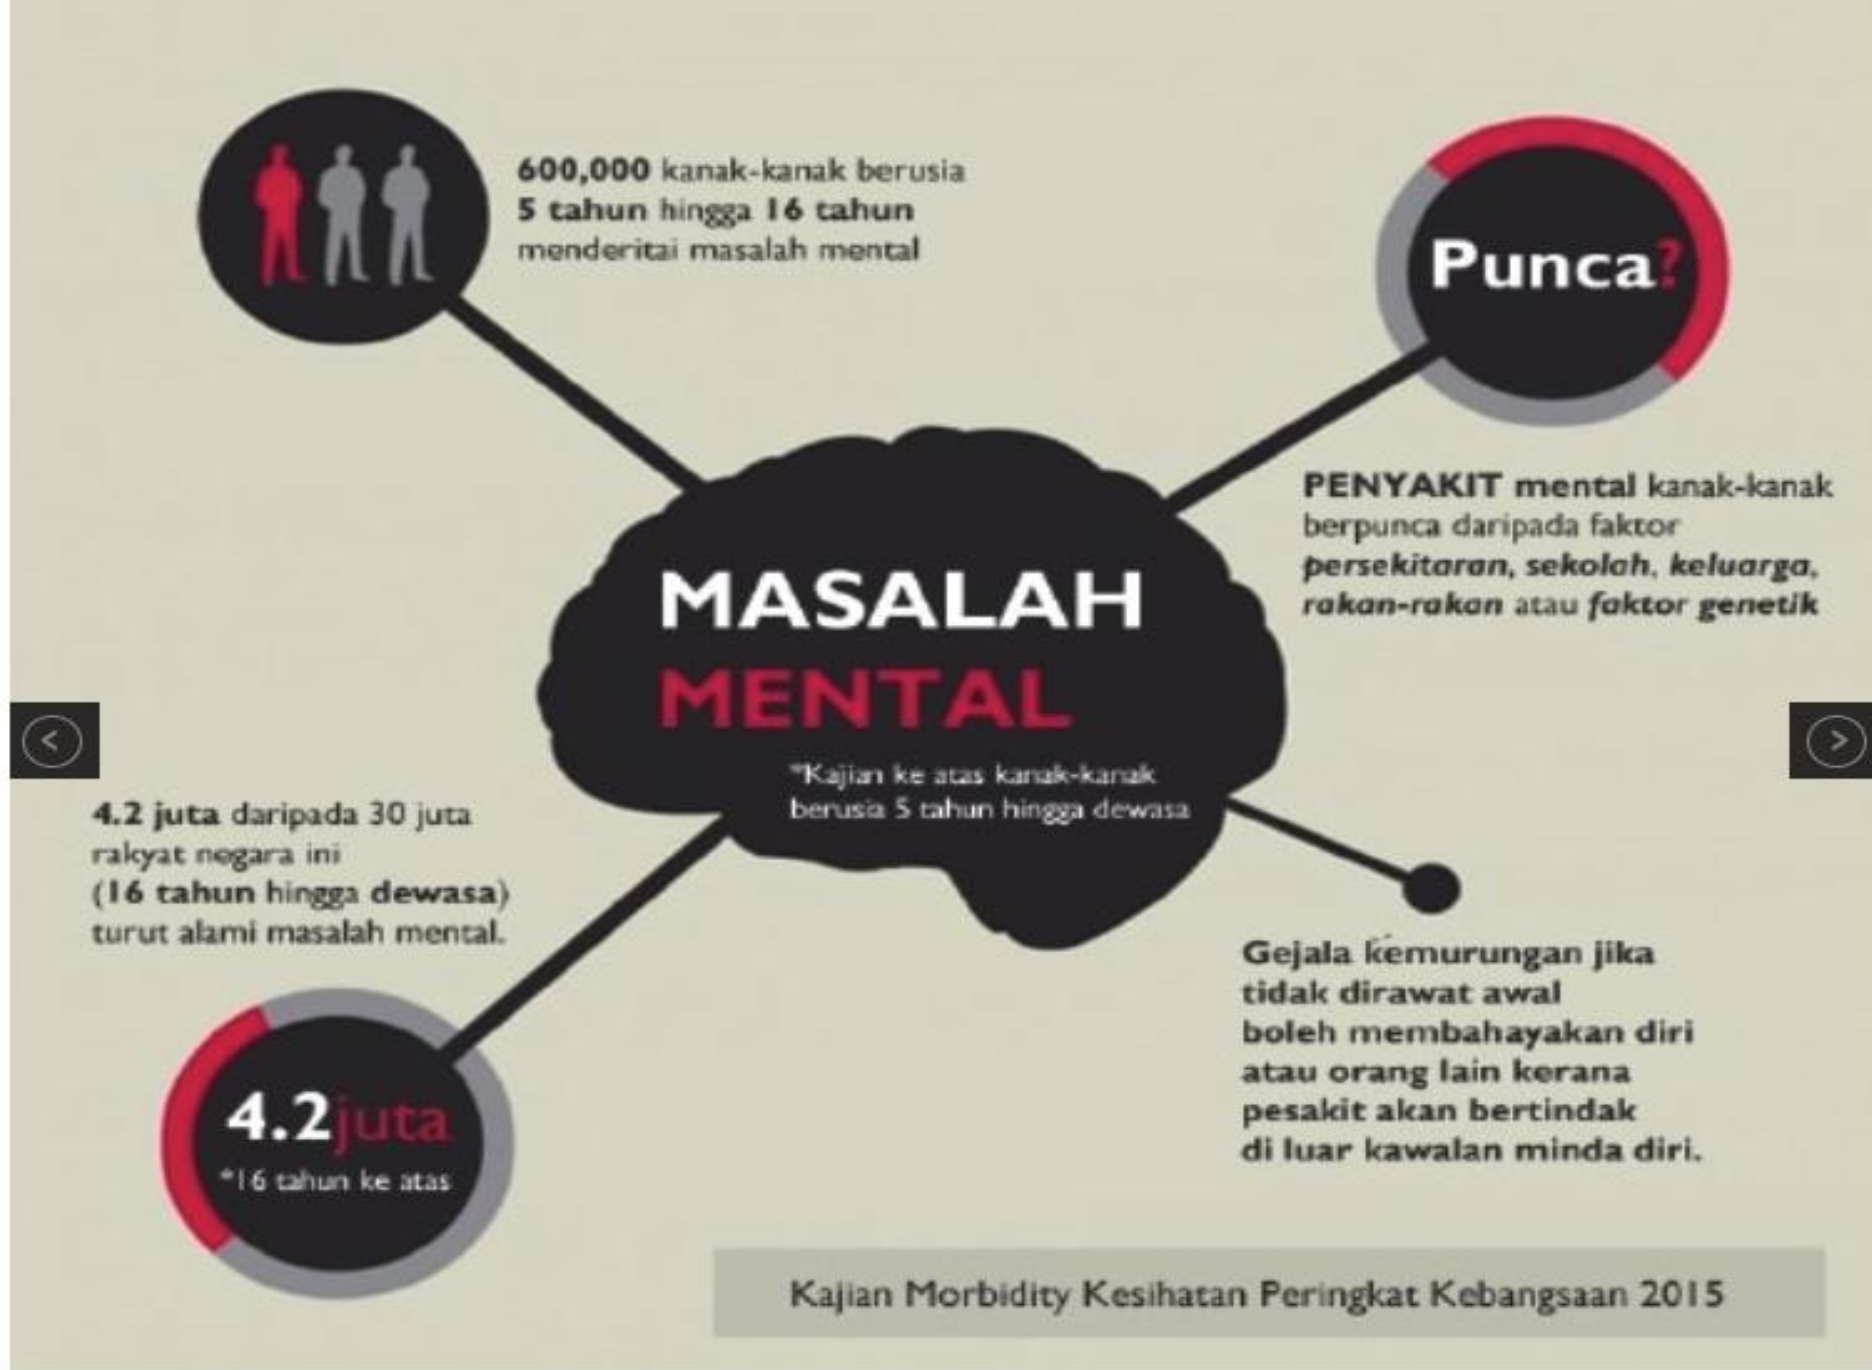 600,000 kanak-kanak berusia
5 tahun hingga 16 tahun
menderitai masalah mental
Punca?
PENYAKIT mental kanak-kanak
berpunca daripada faktor
persekitaran, sekolah, keluarga,
rakan-rakan atau faktor genetik
MASALAH
MENTAL
*Kajian ke atas kanak-kanak
berusia 5 tahun hingga dewasa
4.2 juta daripada 30 juta
rakyat negara ini
(16 tahun hingga dewasa)
turut alami masalah mental.
4.2juta
*16 tahun ke atas
Gejala kemurungan jika
tidak dirawat awal
boleh membahayakan diri
atau orang lain kerana
pesakit akan bertindak
di luar kawalan minda diri.
Kajian Morbidity Kesihatan Peringkat Kebangsaan 2015